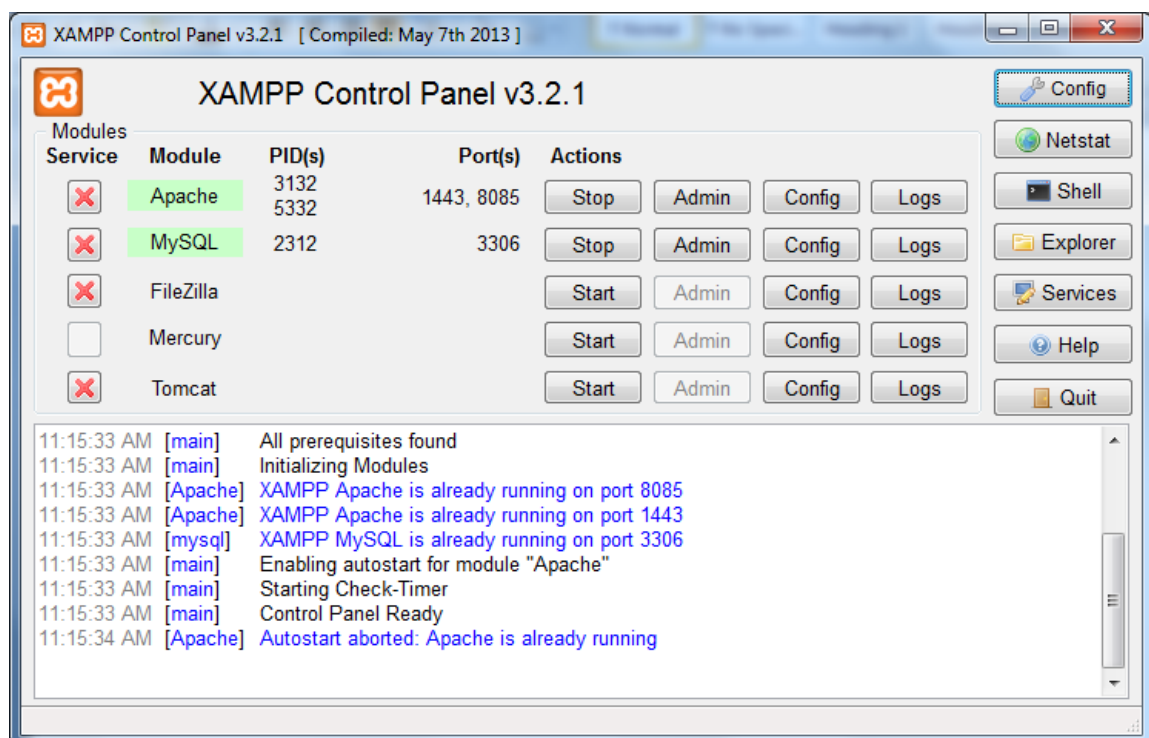 XAMPP Control Panel v3.2.1 [ Compiled: May 7th 2013 ]
XAMPP Control Panel v3.2.1
Config
Netstat
Shell
Explorer
Services
Help
Quit
Modules
Service Module PID(s) Port(s) Actions
Apache 3132 5332 1443, 8085 Stop Admin Config Logs
MySQL 2312 3306 Stop Admin Config Logs
FileZilla Start Admin Config Logs
Mercury Start Admin Config Logs
Tomcat Start Admin Config Logs
11:15:33 AM [main] All prerequisites found
11:15:33 AM [main] Initializing Modules
11:15:33 AM [Apache] XAMPP Apache is already running on port 8085
11:15:33 AM [Apache] XAMPP Apache is already running on port 1443
11:15:33 AM [mysql] XAMPP MySQL is already running on port 3306
11:15:33 AM [main] Enabling autostart for module "Apache"
11:15:33 AM [main] Starting Check-Timer
11:15:33 AM [main] Control Panel Ready
11:15:34 AM [Apache] Autostart aborted: Apache is already running